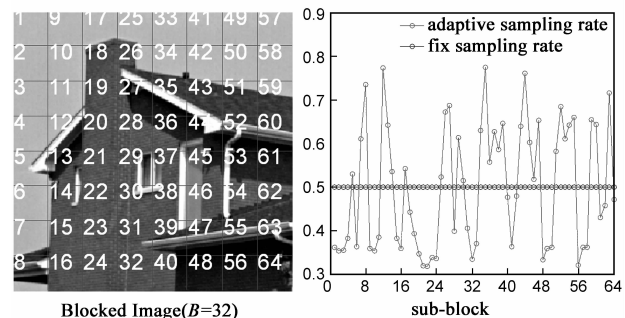 1 9 17 25 33 41 49 57
2 10 18 26 34 42 50 58
3 11 19 27 35 43 51 59
4 12 20 28 36 44 52 60
5 13 21 29 37 45 53 61
6 14 22 30 38 46 54 62
7 15 23 31 39 47 55 63
8 16 24 32 40 48 56 64
Blocked Image(B=32)
0.9
0.8
0.7
0.6
0.5
0.4
0.3
adaptive sampling rate
fix sampling rate
0 8 16 24 32 40 48 56 64
sub-block